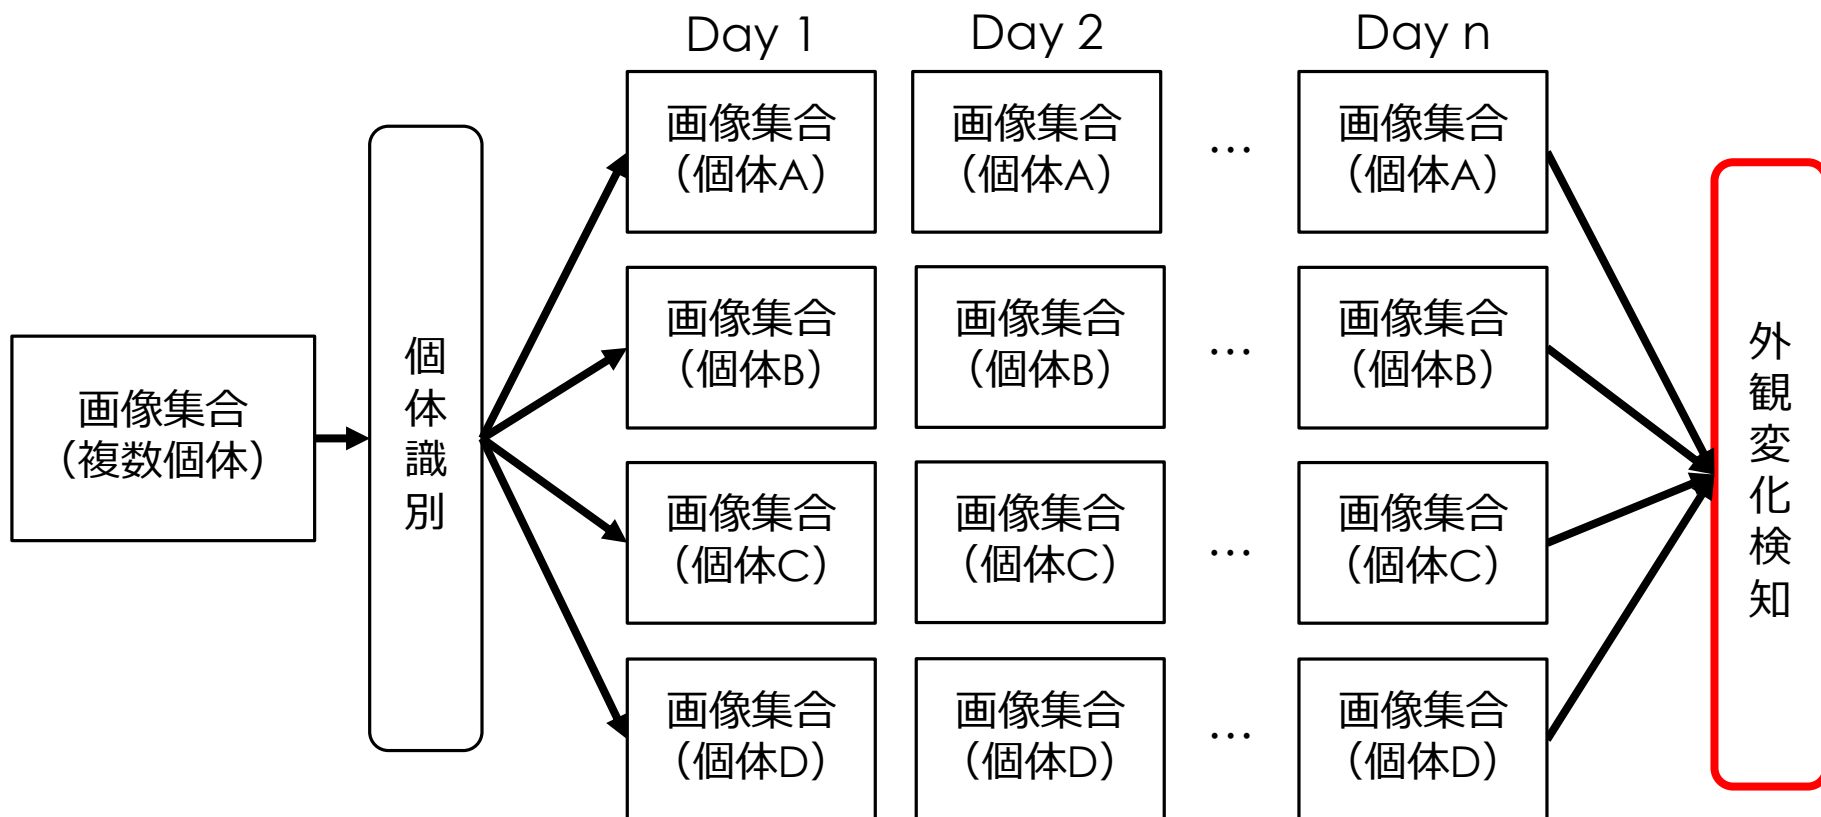 Day 1
Day 2
Day n
画像集合
（複数個体）
個体識別
画像集合
（個体A）
画像集合
（個体A）
…
画像集合
（個体A）
画像集合
（個体B）
画像集合
（個体B）
…
画像集合
（個体B）
画像集合
（個体C）
画像集合
（個体C）
…
画像集合
（個体C）
画像集合
（個体D）
画像集合
（個体D）
…
画像集合
（個体D）
外観変化検知